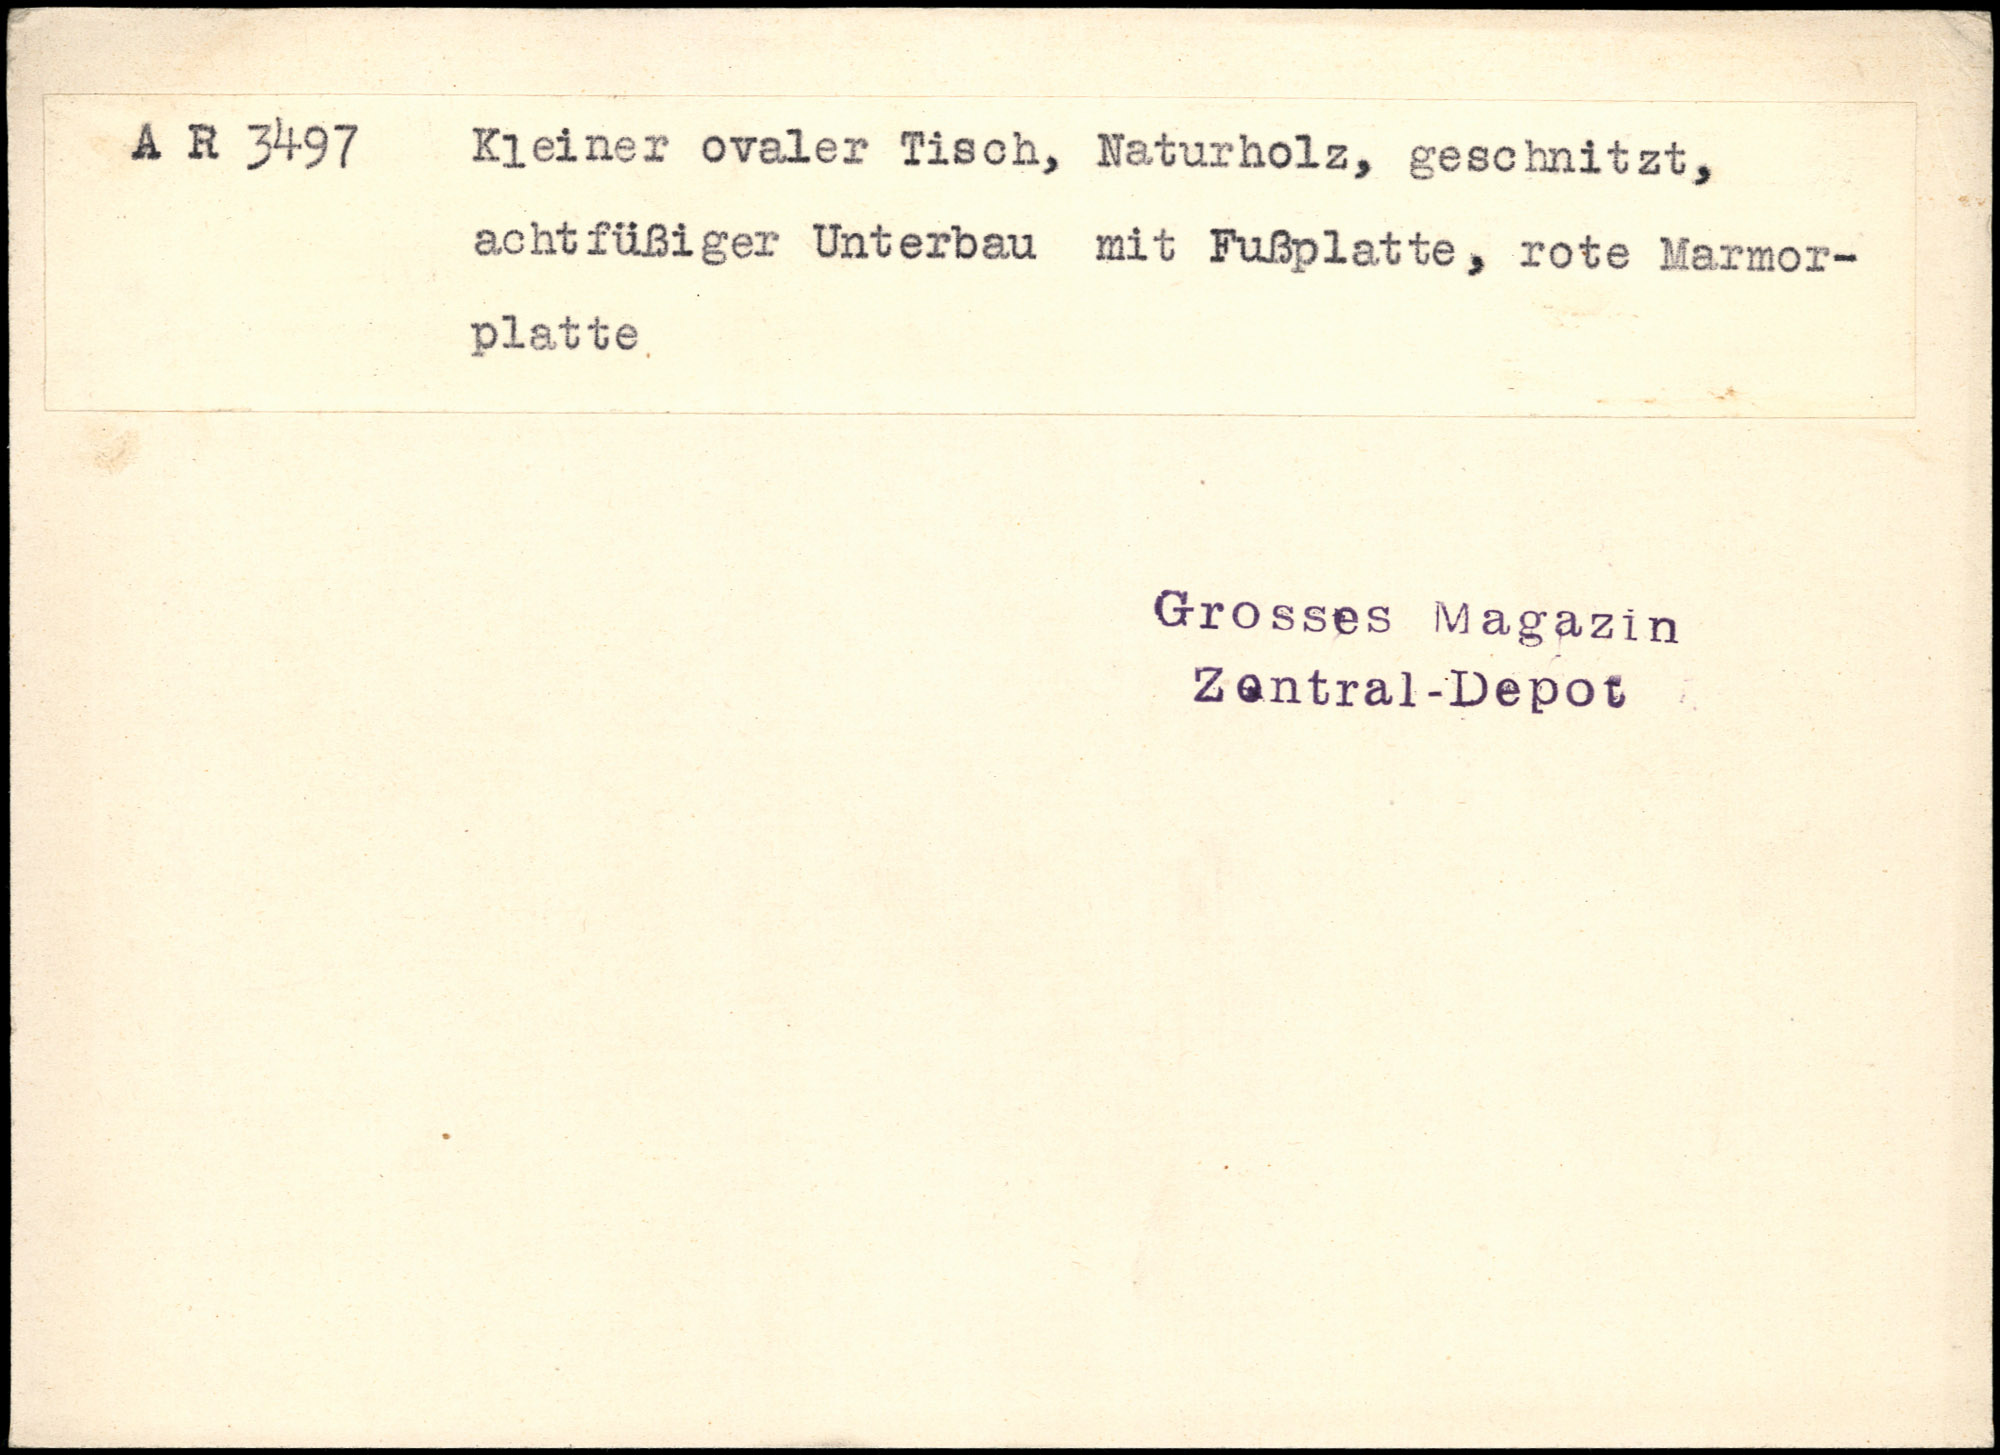 A R 3497 Kleiner ovaler Tisch, Naturholz, geschnitzt,
achtfüßiger Unterbau mit Fußplatte, rote Marmor-
platte
Grosses Magazin
Zentral-Depot